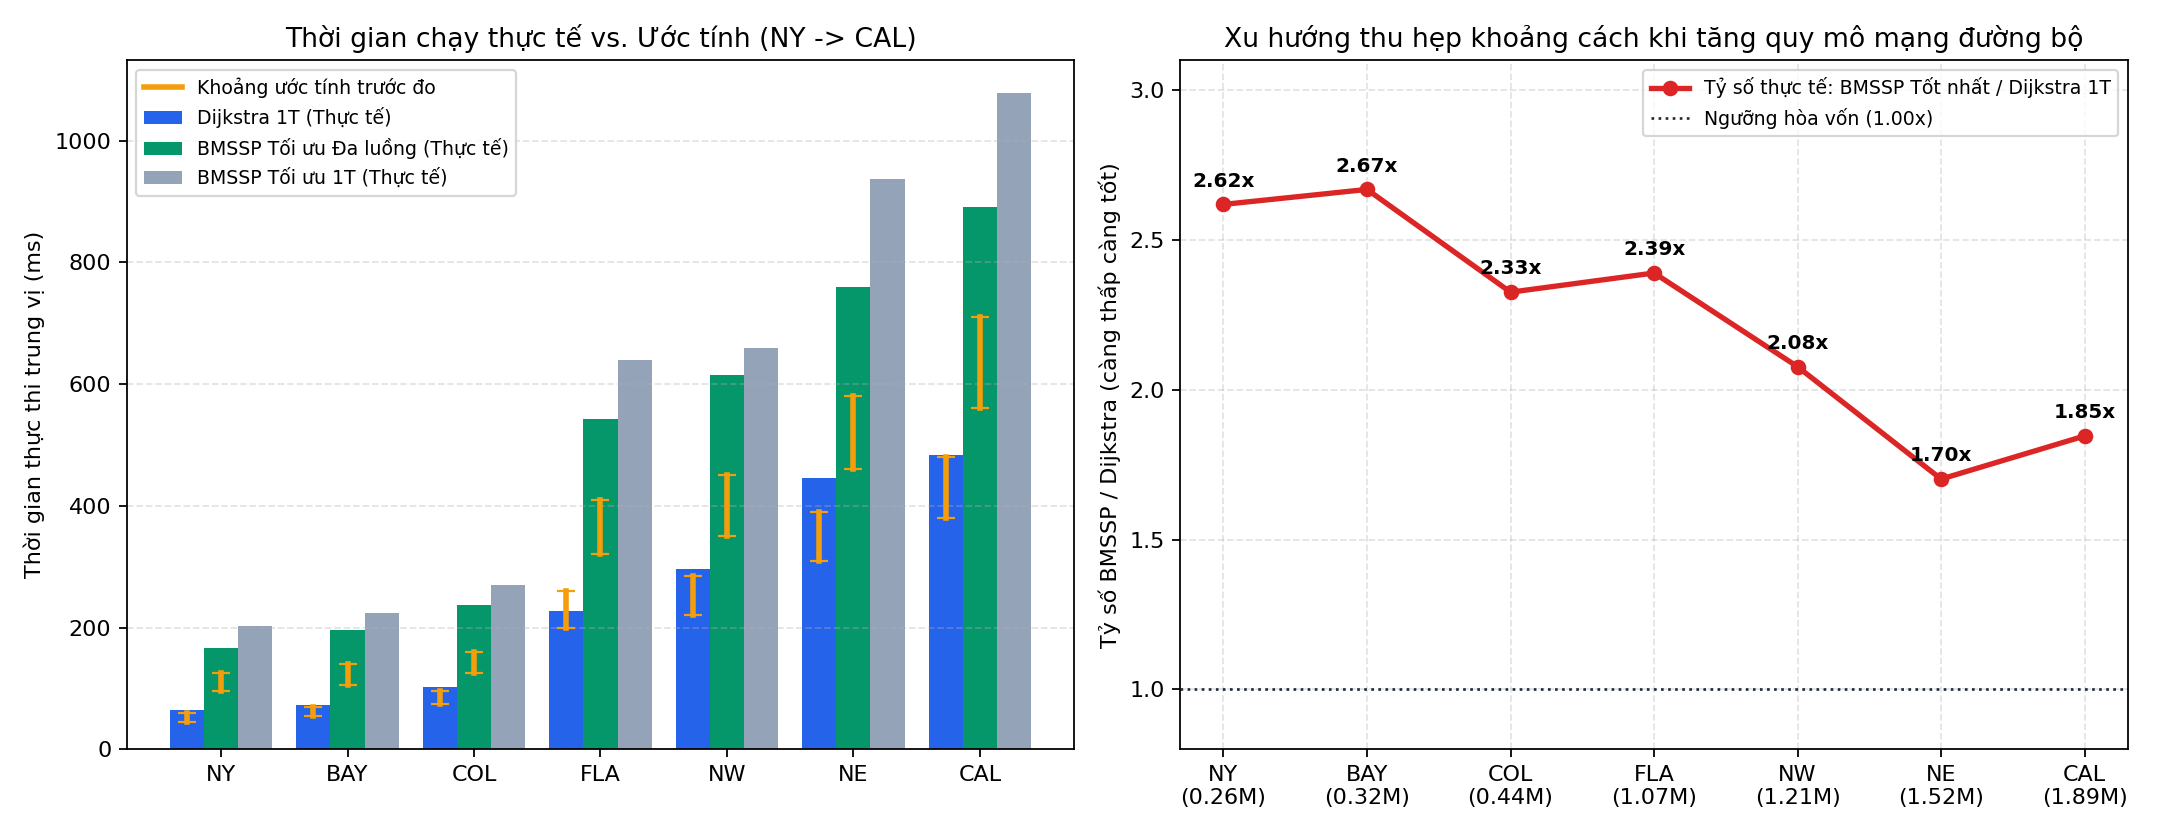 Thời gian chạy thực tế vs. Ước tính (NY -> CAL)
Khoảng ước tính trước đo
Dijkstra 1T (Thực tế)
BMSSP Tối ưu Đa luồng (Thực tế)
BMSSP Tối ưu 1T (Thực tế)
Thời gian thực thi trung vị (ms)
1000
800
600
400
200
0
NY BAY COL FLA NW NE CAL
Xu hướng thu hẹp khoảng cách khi tăng quy mô mạng đường bộ
Tỷ số thực tế: BMSSP Tốt nhất / Dijkstra 1T
Ngưỡng hòa vốn (1.00x)
Tỷ số BMSSP / Dijkstra (càng thấp càng tốt)
3.0
2.5
2.0
1.5
1.0
2.62x
2.67x
2.33x
2.39x
2.08x
1.70x
1.85x
NY BAY COL FLA NW NE CAL
(0.26M) (0.32M) (0.44M) (1.07M) (1.21M) (1.52M) (1.89M)